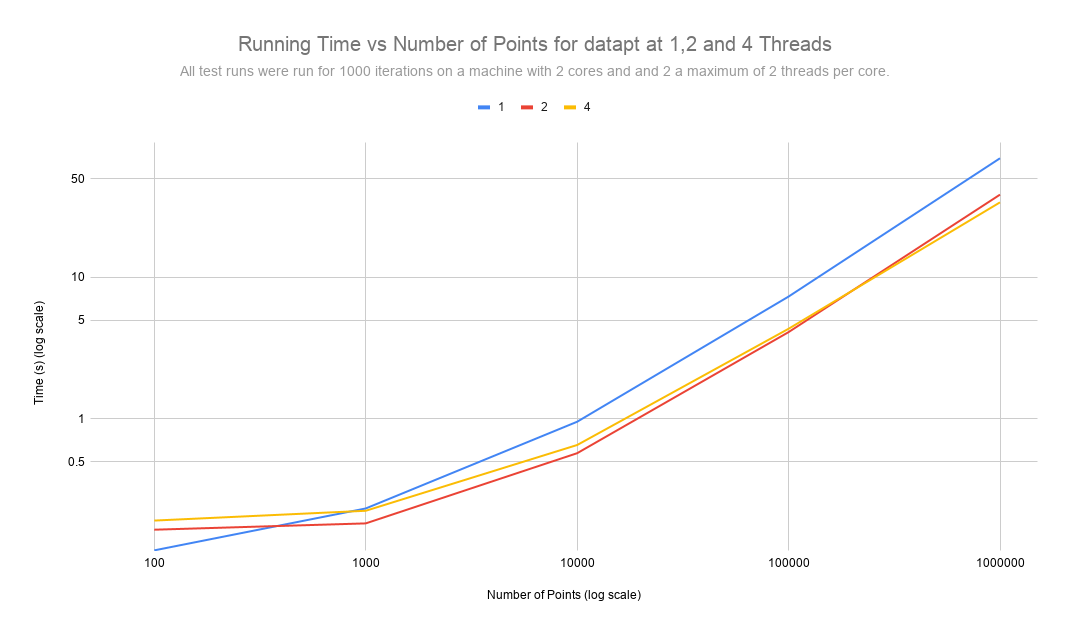 Running Time vs Number of Points for datapt at 1,2 and 4 Threads
All test runs were run for 1000 iterations on a machine with 2 cores and and 2 a maximum of 2 threads per core.
1 2 4
50
10
5
1
0.5
Time (s) (log scale)
100 1000 10000 100000 1000000
Number of Points (log scale)